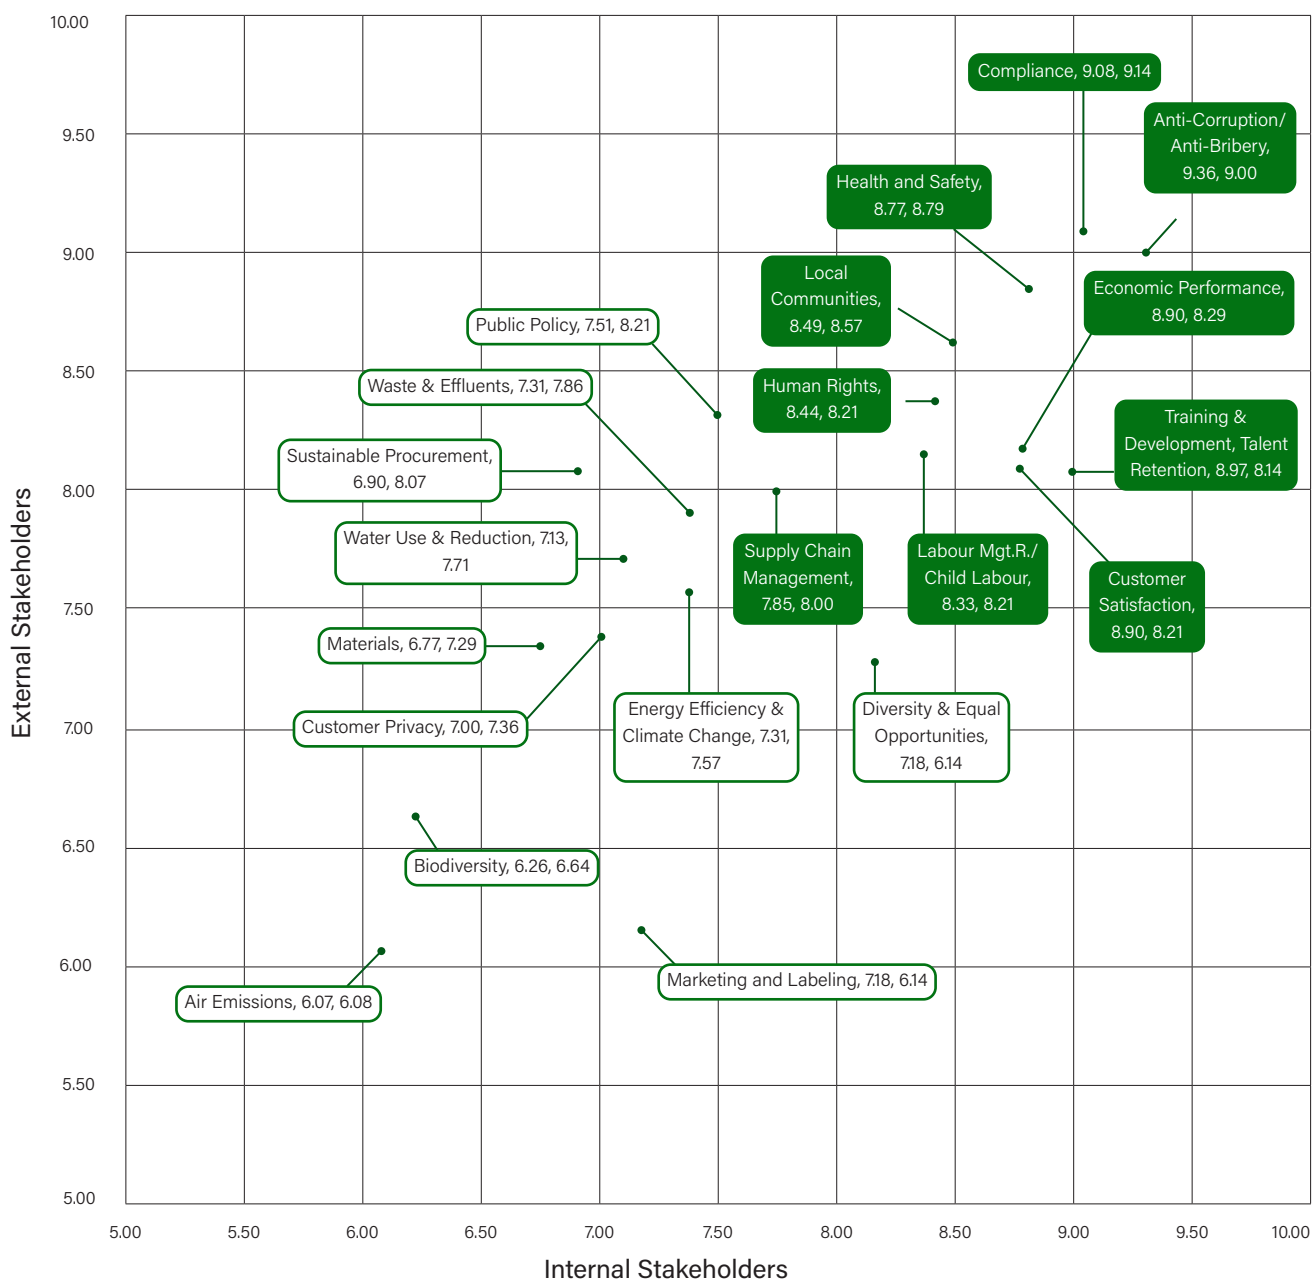 10.00
Compliance, 9.08, 9.14
Anti-Corruption/
Anti-Bribery,
9.36, 9.00
9.50
Health and Safety,
8.77, 8.79
9.00
Local
Communities,
8.49, 8.57
Economic Performance,
8.90, 8.29
Public Policy, 7.51, 8.21
8.50
Waste & Effluents, 7.31, 7.86
Human Rights,
8.44, 8.21
Training &
Development, Talent
Retention, 8.97, 8.14
Sustainable Procurement,
6.90, 8.07
8.00
Water Use & Reduction, 7.13,
7.71
Supply Chain
Management,
7.85, 8.00
Labour Mgt.R./
Child Labour,
8.33, 8.21
Customer
Satisfaction,
8.90, 8.21
7.50
Materials, 6.77, 7.29
Customer Privacy, 7.00, 7.36
Energy Efficiency &
Climate Change, 7.31,
7.57
Diversity & Equal
Opportunities,
7.18, 6.14
7.00
6.50
Biodiversity, 6.26, 6.64
6.00
Marketing and Labeling, 7.18, 6.14
Air Emissions, 6.07, 6.08
5.50
5.00
External Stakeholders
5.00 5.50 6.00 6.50 7.00 7.50 8.00 8.50 9.00 9.50 10.00
Internal Stakeholders